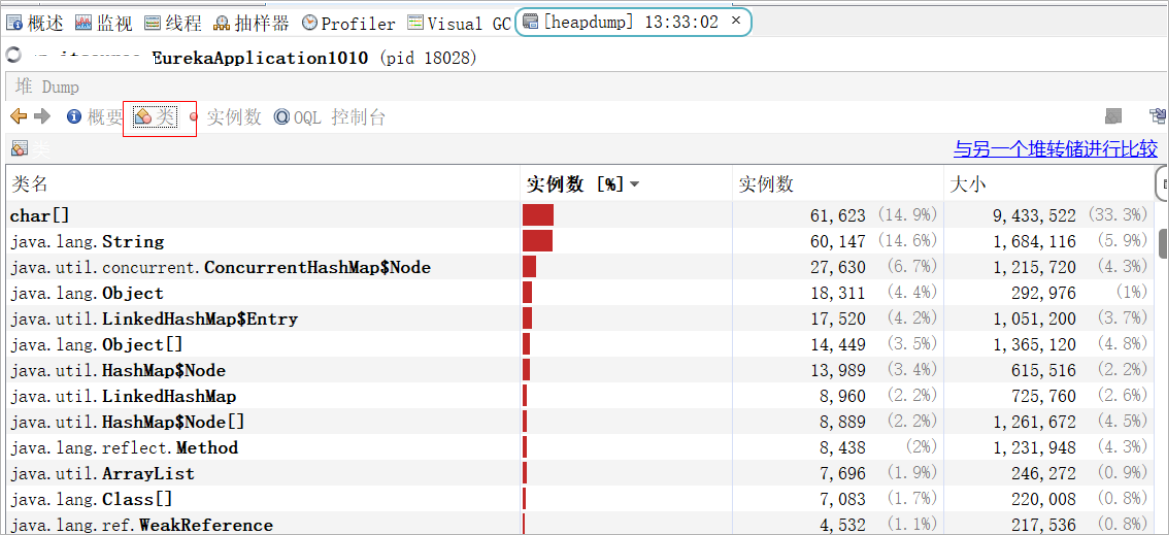 概述 监视 线程 抽样器 Profiler Visual GC [heapdump] 13:33:02 ×
EurekaApplication1010 (pid 18028)
堆 Dump
概要 类 实例数 OQL 控制台
类 与另一个堆转储进行比较
类名 实例数 [%] 实例数 大小
char[] 61,623 (14.9%) 9,433,522 (33.3%)
java.lang.String 60,147 (14.6%) 1,684,116 (5.9%)
java.util.concurrent.ConcurrentHashMap$Node 27,630 (6.7%) 1,215,720 (4.3%)
java.lang.Object 18,311 (4.4%) 292,976 (1%)
java.util.LinkedHashMap$Entry 17,520 (4.2%) 1,051,200 (3.7%)
java.lang.Object[] 14,449 (3.5%) 1,365,120 (4.8%)
java.util.HashMap$Node 13,989 (3.4%) 615,516 (2.2%)
java.util.LinkedHashMap 8,960 (2.2%) 725,760 (2.6%)
java.util.HashMap$Node[] 8,889 (2.2%) 1,261,672 (4.5%)
java.lang.reflect.Method 8,438 (2%) 1,231,948 (4.3%)
java.util.ArrayList 7,696 (1.9%) 246,272 (0.9%)
java.lang.Class[] 7,083 (1.7%) 220,008 (0.8%)
java.lang.ref.WeakReference 4,532 (1.1%) 217,536 (0.8%)